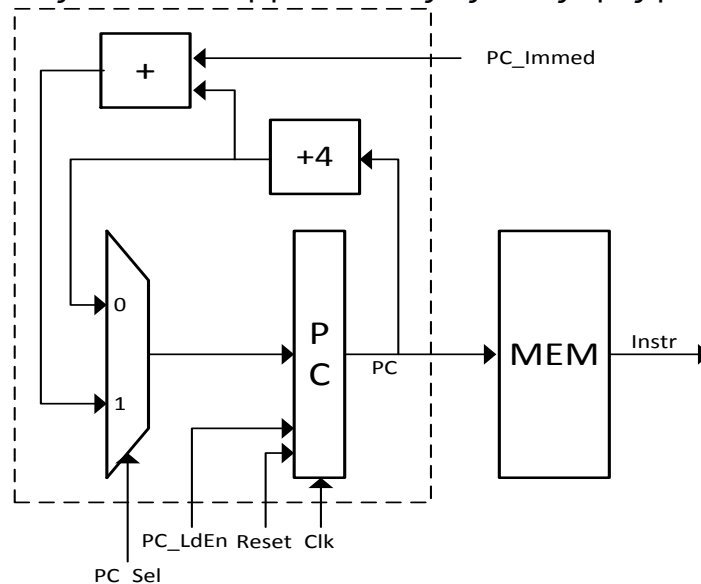 +
PC_Immed
+4
0
P
C
MEM
Instr
PC
1
PC_LdEn
Reset
Clk
PC_Sel